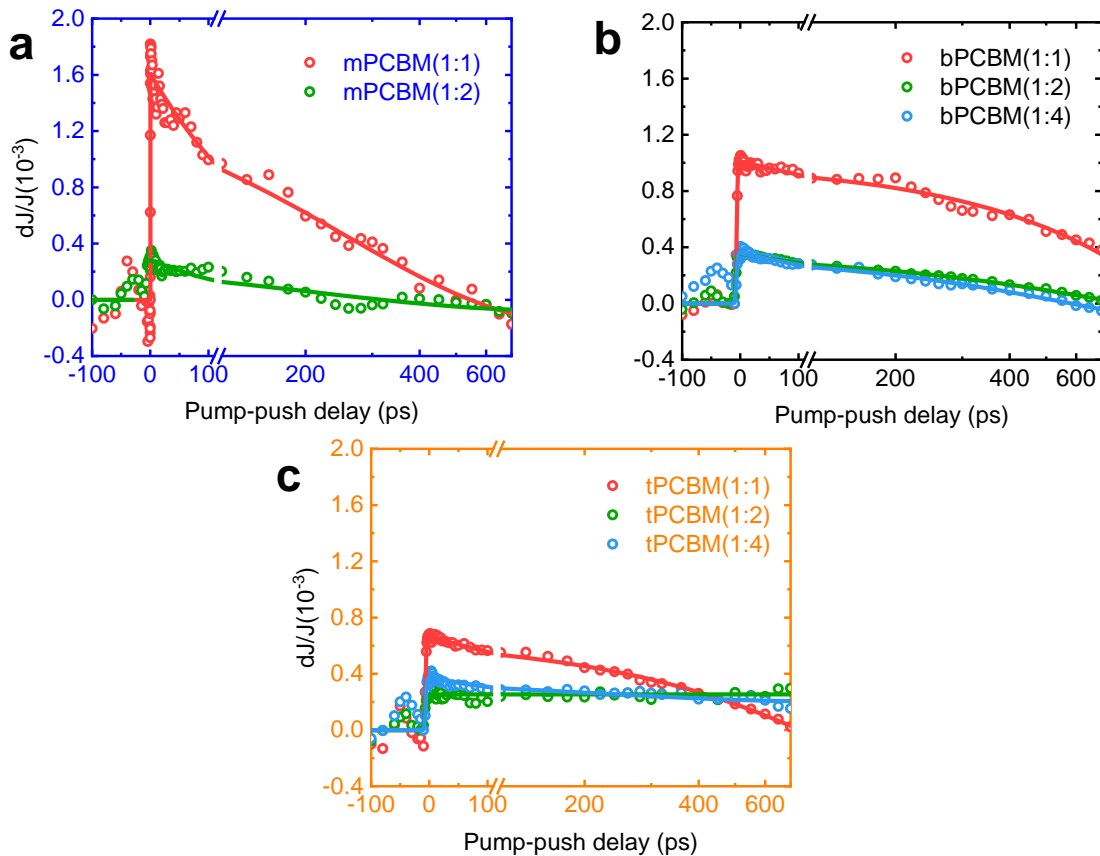 a
2.0
1.6
1.2
0.8
0.4
0.0
-0.4
dJ/J(10-3)
mPCBM(1:1)
mPCBM(1:2)
-100 0 100 200 400 600
Pump-push delay (ps)
b
2.0
1.6
1.2
0.8
0.4
0.0
-0.4
dJ/J(10-3)
bPCBM(1:1)
bPCBM(1:2)
bPCBM(1:4)
-100 0 100 200 400 600
Pump-push delay (ps)
c
2.0
1.6
1.2
0.8
0.4
0.0
-0.4
dJ/J(10-3)
tPCBM(1:1)
tPCBM(1:2)
tPCBM(1:4)
-100 0 100 200 400 600
Pump-push delay (ps)